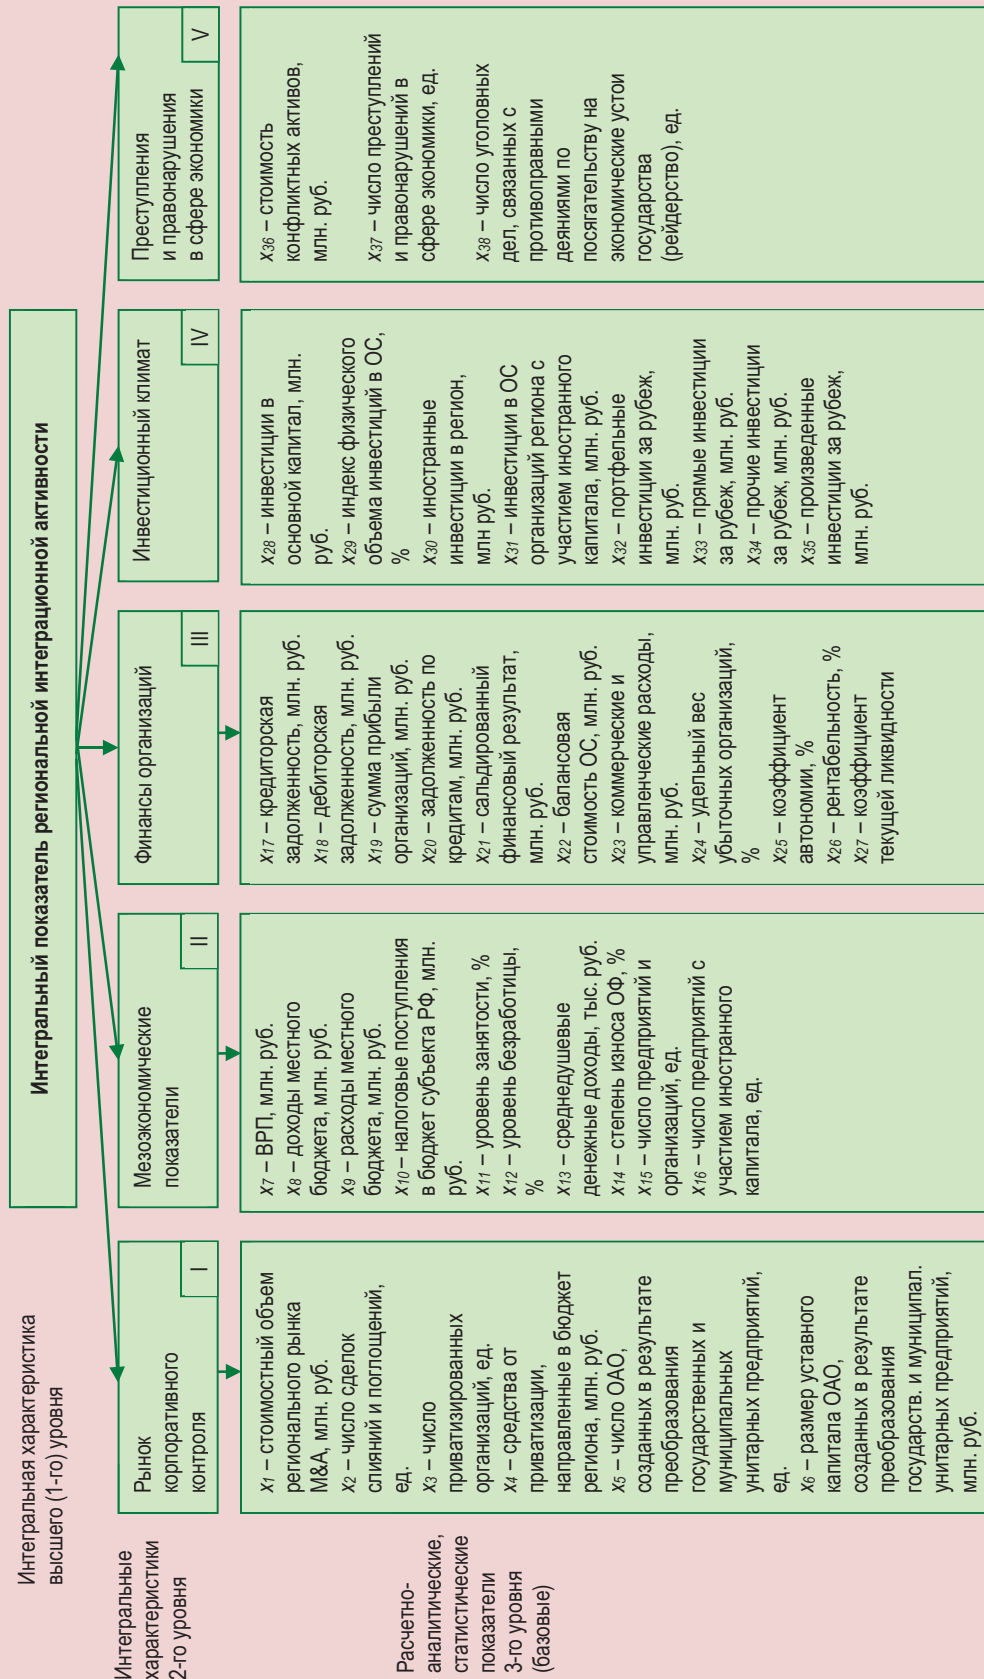 Интегральная характеристика
высшего (1-го) уровня
Интегральный показатель региональной интеграционной активности
Интегральные
характеристики
2-го уровня
Рынок
корпоративного
контроля
I
Мезоэкономические
показатели
II
Финансы организаций
III
Инвестиционный климат
IV
Преступления
и правонарушения
в сфере экономики
V
Расчетно-
аналитические,
статистические
показатели
3-го уровня
(базовые)
x1 – стоимостный объем
регионального рынка
M&A, млн. руб.
x2 – число сделок
слияний и поглощений,
ед.
x3 – число
приватизированных
организаций, ед.
x4 – средства от
приватизации,
направленные в бюджет
региона, млн. руб.
x5 – число ОАО,
созданных в результате
преобразования
государственных и
муниципальных
унитарных предприятий,
ед.
x6 – размер уставного
капитала ОАО,
созданных в результате
преобразования
государств. и муниципал.
унитарных предприятий,
млн. руб.
x7 – ВРП, млн. руб.
x8 – доходы местного
бюджета, млн. руб.
x9 – расходы местного
бюджета, млн. руб.
x10 – налоговые поступления
в бюджет субъекта РФ, млн.
руб.
x11 – уровень занятости, %
x12 – уровень безработицы,
%
x13 – среднедушевые
денежные доходы, тыс. руб.
x14 – степень износа ОФ, %
x15 – число предприятий и
организаций, ед.
x16 – число предприятий с
участием иностранного
капитала, ед.
x17 – кредиторская
задолженность, млн. руб.
x18 – дебиторская
задолженность, млн. руб.
x19 – сумма прибыли
организаций, млн. руб.
x20 – задолженность по
кредитам, млн. руб.
x21 – сальдированный
финансовый результат,
млн. руб.
x22 – балансовая
стоимость ОС, млн. руб.
x23 – коммерческие и
управленческие расходы,
млн. руб.
x24 – удельный вес
убыточных организаций,
%
x25 – коэффициент
автономии, %
x26 – рентабельность, %
x27 – коэффициент
текущей ликвидности
x28 – инвестиции в
основной капитал, млн.
руб.
x29 – индекс физического
объема инвестиций в ОС,
%
x30 – иностранные
инвестиции в регион,
млн руб.
x31 – инвестиции в ОС
организаций региона с
участием иностранного
капитала, млн. руб.
x32 – портфельные
инвестиции за рубеж,
млн. руб.
x33 – прямые инвестиции
за рубеж, млн. руб.
x34 – прочие инвестиции
за рубеж, млн. руб.
x35 – произведенные
инвестиции за рубеж,
млн. руб.
x36 – стоимость
конфликтных активов,
млн. руб.
x37 – число преступлений
и правонарушений в
сфере экономики, ед.
x38 – число уголовных
дел, связанных с
противоправными
деяниями по
посягательству на
экономические устои
государства
(рейдерство), ед.